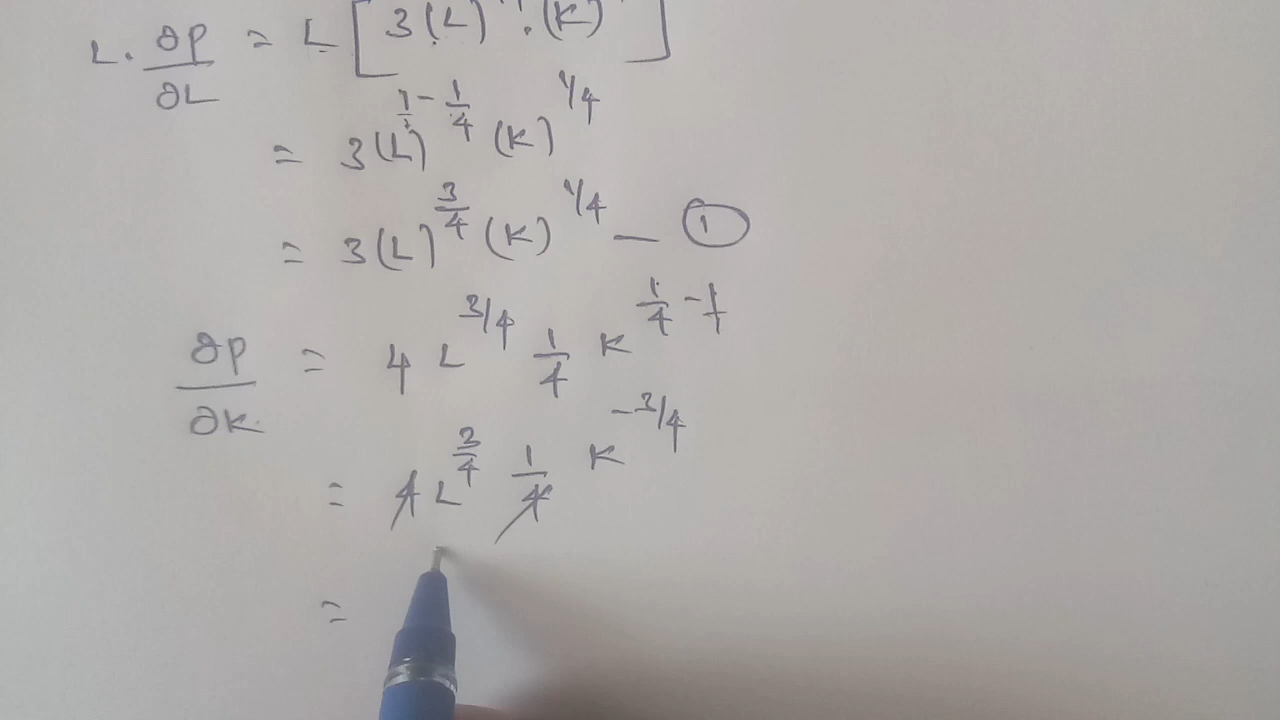 L. ∂P/∂L = L [ 3(L) . (K) ]
= 3(L)^(1/1 - 1/4) (K)^(1/4)
= 3(L)^(3/4) (K)^(1/4) — ①
∂P/∂K = 4 L^(3/4) 1/4 K^(1/4 - 1)
= 4 L^(3/4) 1/4 K^(-3/4)
=